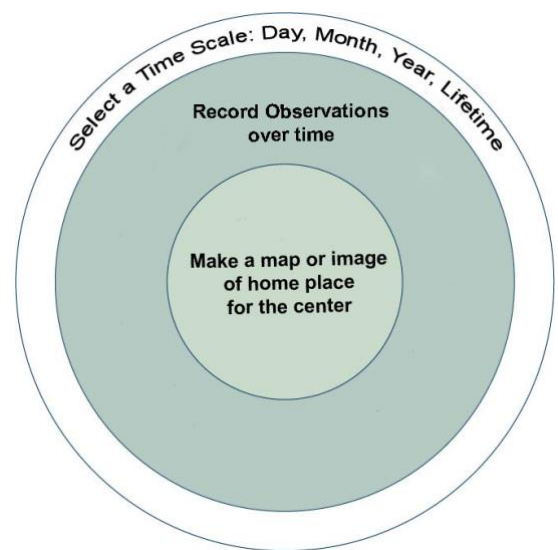 Select a Time Scale: Day, Month, Year, Lifetime
Record Observations
over time
Make a map or image
of home place
for the center